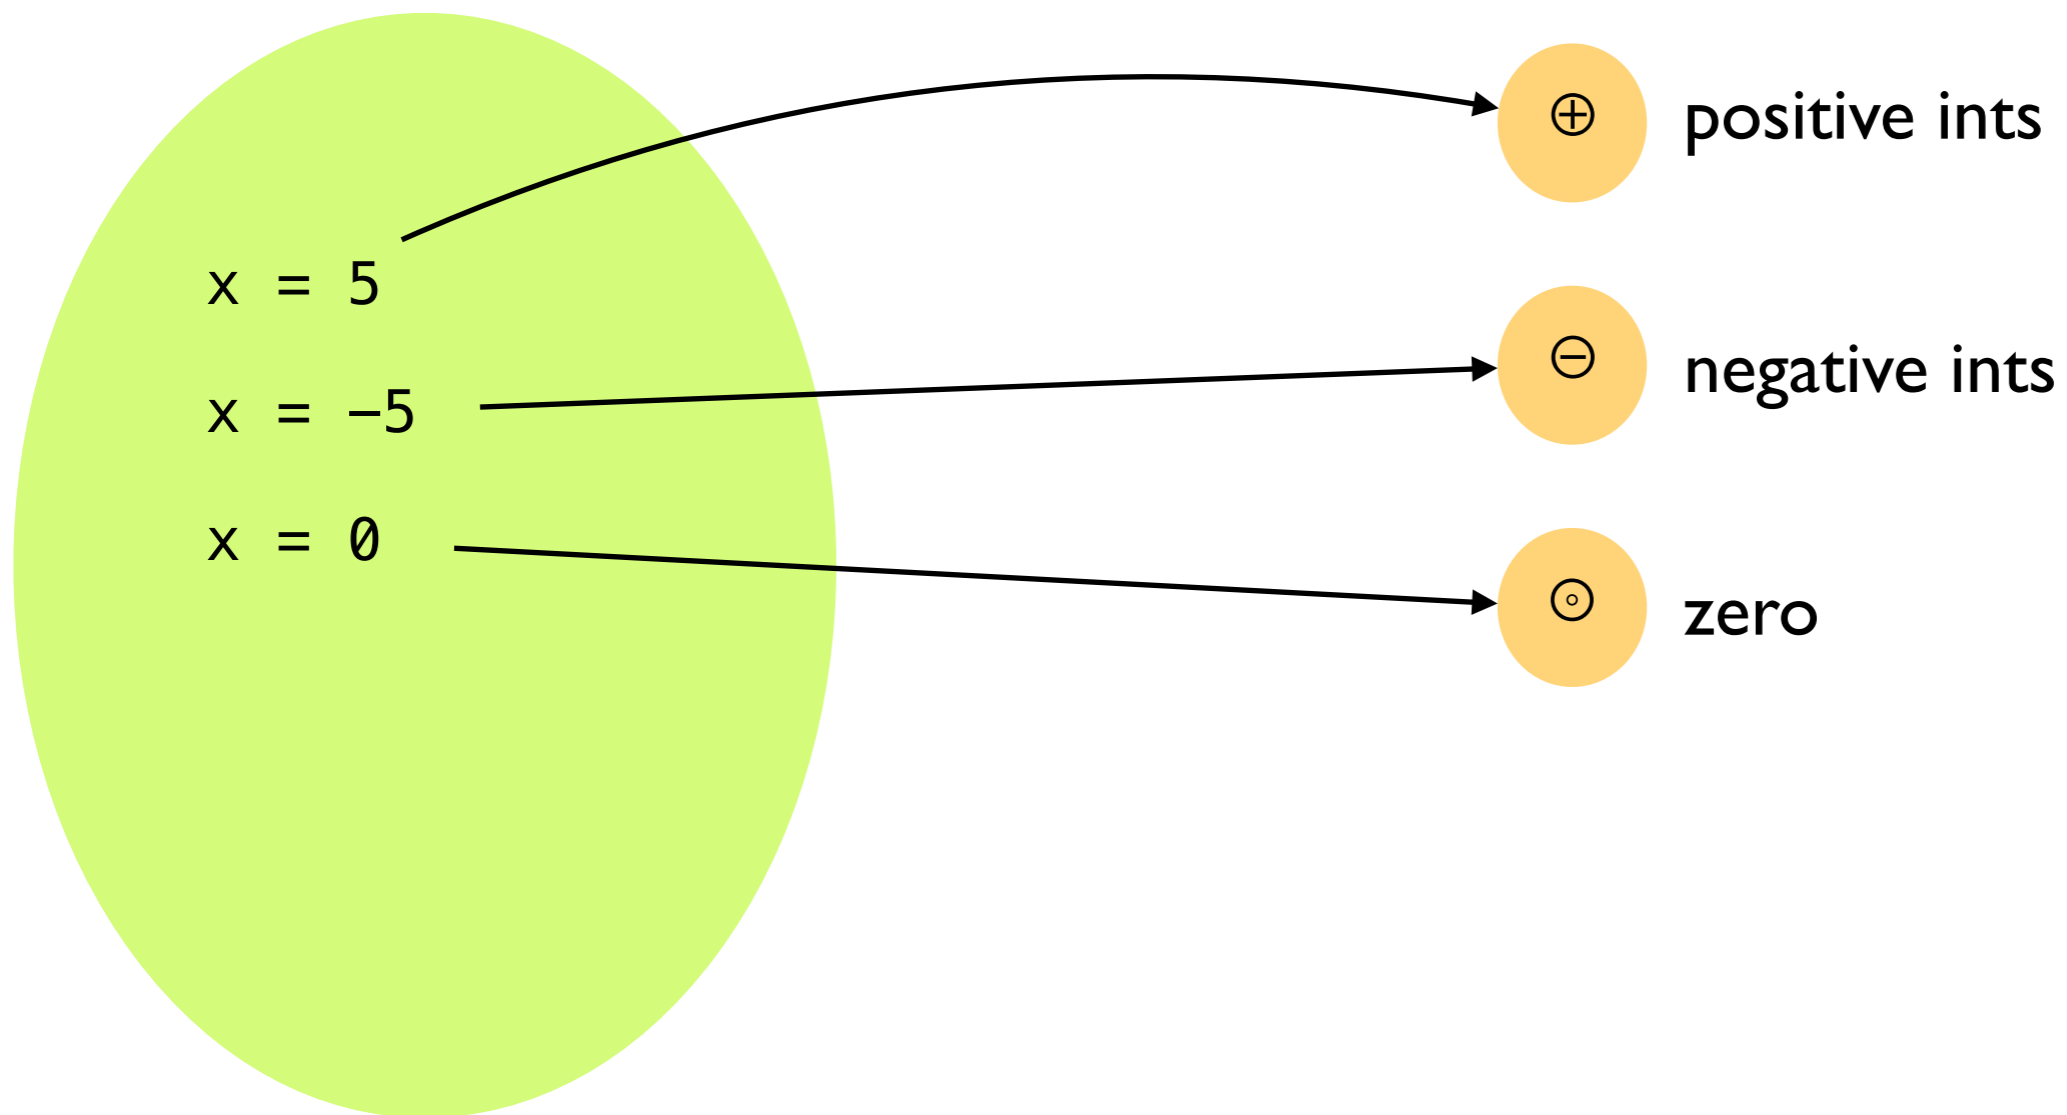 ⊕ positive ints
x = 5
⊖ negative ints
x = −5
x = 0
⊚ zero